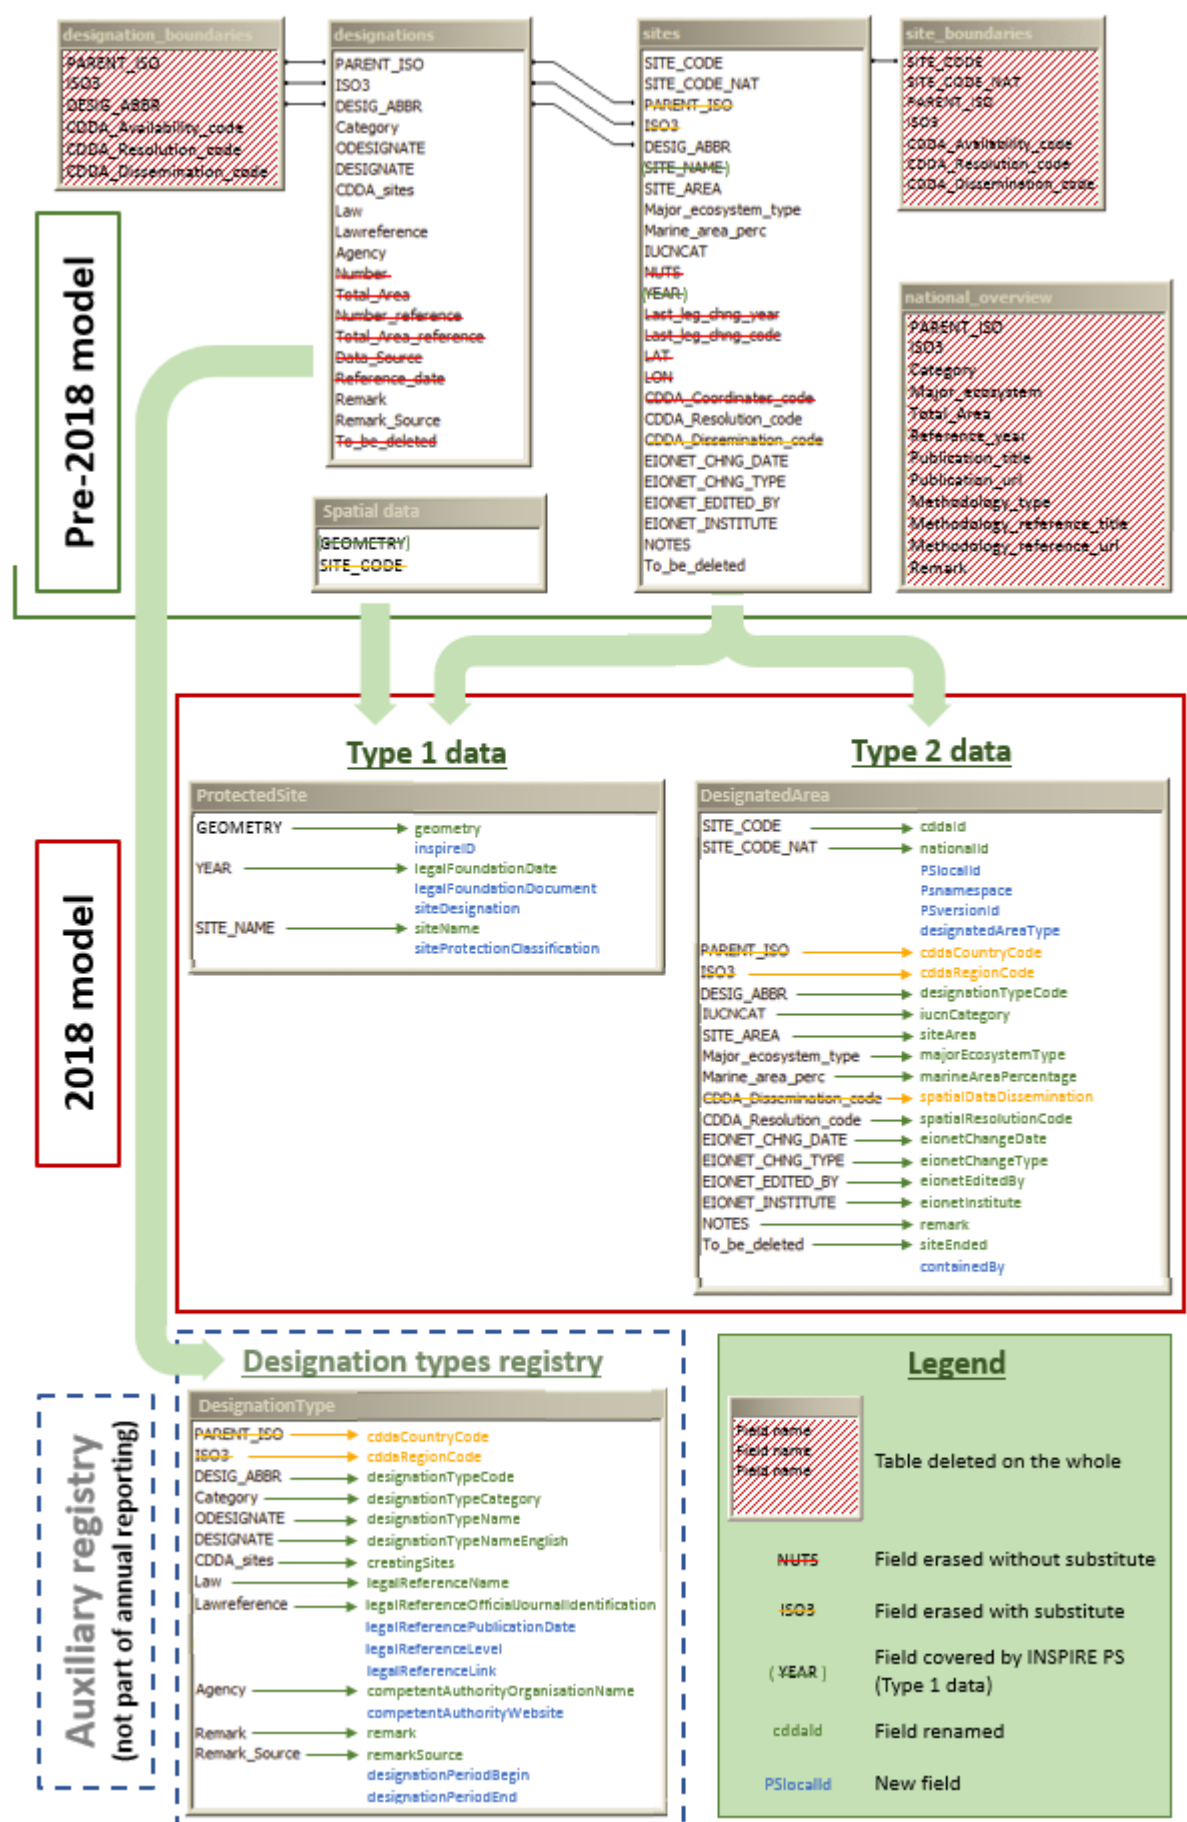 designation_boundaries
PARENT_ISO
ISO3
DESIG_ABBR
CDDA_Availability_code
CDDA_Resolution_code
CDDA_Dissemination_code
designations
PARENT_ISO
ISO3
DESIG_ABBR
Category
ODESIGNATE
DESIGNATE
CDDA_sites
Law
Lawreference
Agency
Number
Total_Area
Number_reference
Total_Area_reference
Data_Source
Reference_date
Remark
Remark_Source
To_be_deleted
sites
SITE_CODE
SITE_CODE_NAT
PARENT_ISO
ISO3
DESIG_ABBR
(SITE_NAME)
SITE_AREA
Major_ecosystem_type
Marine_area_perc
IUCNCAT
NUTS
(YEAR)
Last_leg_chng_year
Last_leg_chng_code
LAT
LON
CDDA_Coordinates_code
CDDA_Resolution_code
CDDA_Dissemination_code
EIONET_CHNG_DATE
EIONET_CHNG_TYPE
EIONET_EDITED_BY
EIONET_INSTITUTE
NOTES
To_be_deleted
site_boundaries
SITE_CODE
SITE_CODE_NAT
PARENT_ISO
ISO3
CDDA_Availability_code
CDDA_Resolution_code
CDDA_Dissemination_code
national_overview
PARENT_ISO
ISO3
Category
Major_ecosystem
Total_Area
Reference_year
Publication_title
Publication_url
Methodology_type
Methodology_reference_title
Methodology_reference_url
Remark
Spatial data
(GEOMETRY)
SITE_CODE
Pre-2018 model
2018 model
Type 1 data
ProtectedSite
GEOMETRY geometry
inspireID
YEAR legalFoundationDate
legalFoundationDocument
siteDesignation
SITE_NAME siteName
siteProtectionClassification
Type 2 data
DesignatedArea
SITE_CODE cddaId
SITE_CODE_NAT nationalId
PSlocalId
Psnamespace
PSversionId
designatedAreaType
PARENT_ISO cddaCountryCode
ISO3 cddaRegionCode
DESIG_ABBR designationTypeCode
IUCNCAT iucnCategory
SITE_AREA siteArea
Major_ecosystem_type majorEcosystemType
Marine_area_perc marineAreaPercentage
CDDA_Dissemination_code spatialDataDissemination
CDDA_Resolution_code spatialResolutionCode
EIONET_CHNG_DATE eionetChangeDate
EIONET_CHNG_TYPE eionetChangeType
EIONET_EDITED_BY eionetEditedBy
EIONET_INSTITUTE eionetInstitute
NOTES remark
To_be_deleted siteEnded
containedBy
Auxiliary registry
(not part of annual reporting)
Designation types registry
DesignationType
PARENT_ISO cddaCountryCode
ISO3 cddaRegionCode
DESIG_ABBR designationTypeCode
Category designationTypeCategory
ODESIGNATE designationTypeName
DESIGNATE designationTypeNameEnglish
CDDA_sites creatingSites
Law legalReferenceName
Lawreference legalReferenceOfficialJournalIdentification
legalReferencePublicationDate
legalReferenceLevel
legalReferenceLink
Agency competentAuthorityOrganisationName
competentAuthorityWebsite
Remark remark
Remark_Source remarkSource
designationPeriodBegin
designationPeriodEnd
Legend
Field name
Field name
Field name
Table deleted on the whole
NUTS Field erased without substitute
ISO3 Field erased with substitute
(YEAR) Field covered by INSPIRE PS
(Type 1 data)
cddaId Field renamed
PSlocalId New field